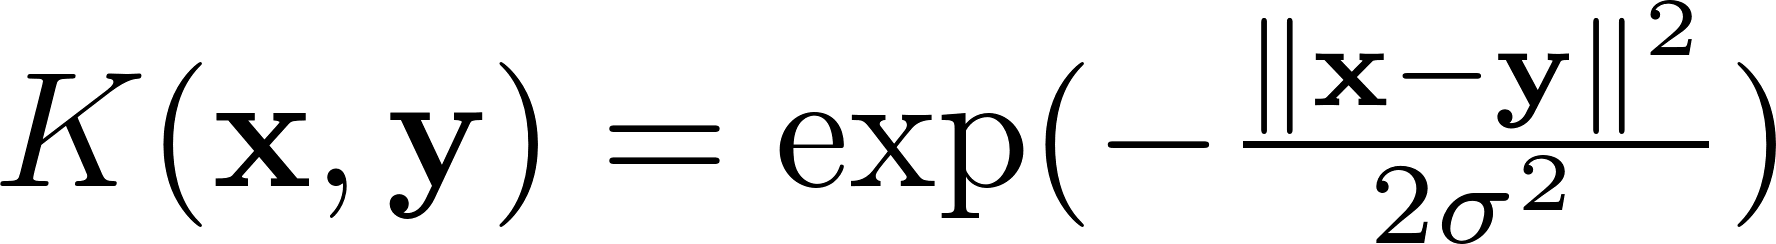 K(𝐱, 𝐲) = exp(−‖𝐱−𝐲‖²/2σ²)